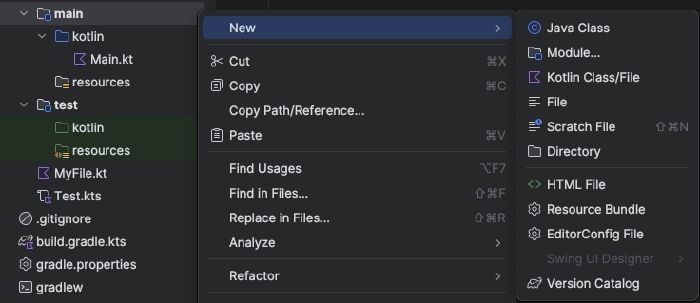 main
kotlin
Main.kt
resources
test
kotlin
resources
MyFile.kt
Test.kts
.gitignore
build.gradle.kts
gradle.properties
gradlew
New
Cut ⌘X
Copy ⌘C
Copy Path/Reference...
Paste ⌘V
Find Usages ⌥F7
Find in Files... ⇧⌘F
Replace in Files... ⇧⌘R
Analyze
Refactor
Java Class
Module...
Kotlin Class/File
File
Scratch File ⇧⌘N
Directory
HTML File
Resource Bundle
EditorConfig File
Swing UI Designer
Version Catalog